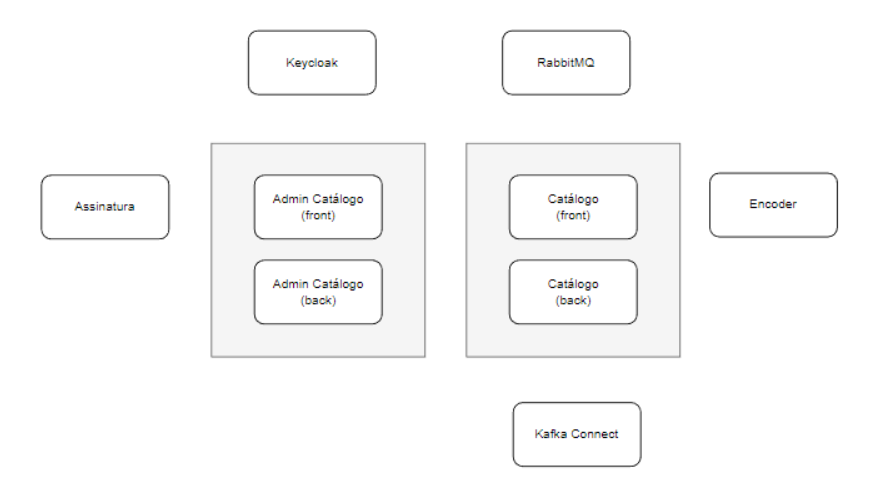 Keycloak
RabbitMQ
Assinatura
Admin Catálogo
(front)
Catálogo
(front)
Encoder
Admin Catálogo
(back)
Catálogo
(back)
Kafka Connect